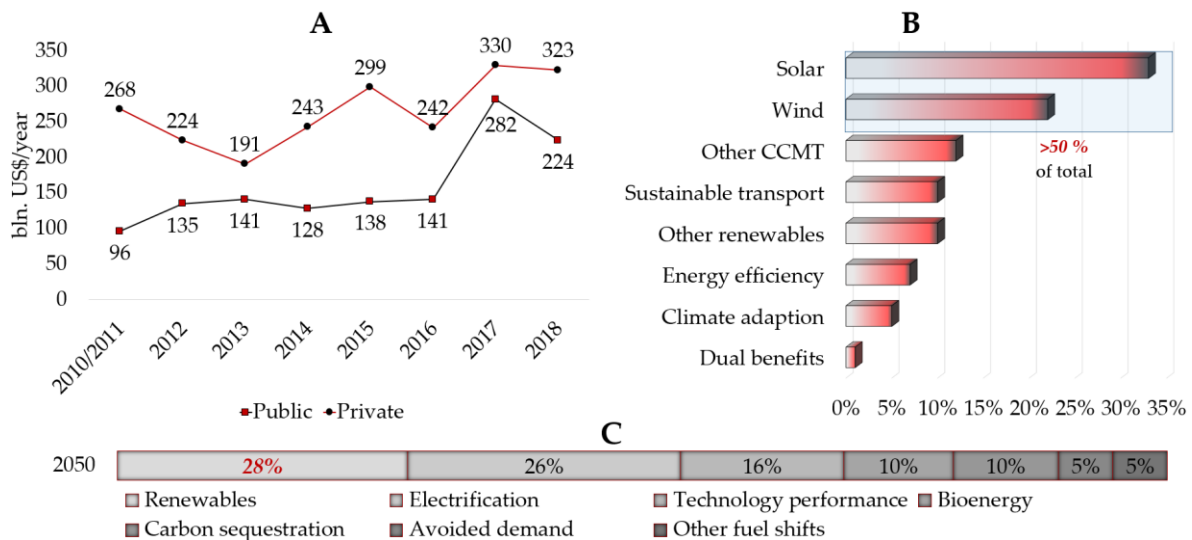 A
bln. US$/year
350
300
250
200
150
100
50
0
268
224
191
243
299
242
330
323
96
135
141
128
138
141
282
224
2010/2011
2012
2013
2014
2015
2016
2017
2018
Public
Private
B
Solar
Wind
Other CCMT
Sustainable transport
Other renewables
Energy efficiency
Climate adaption
Dual benefits
>50 %
of total
0% 5% 10% 15% 20% 25% 30% 35%
C
2050 28% 26% 16% 10% 10% 5% 5%
Renewables Electrification Technology performance Bioenergy
Carbon sequestration Avoided demand Other fuel shifts